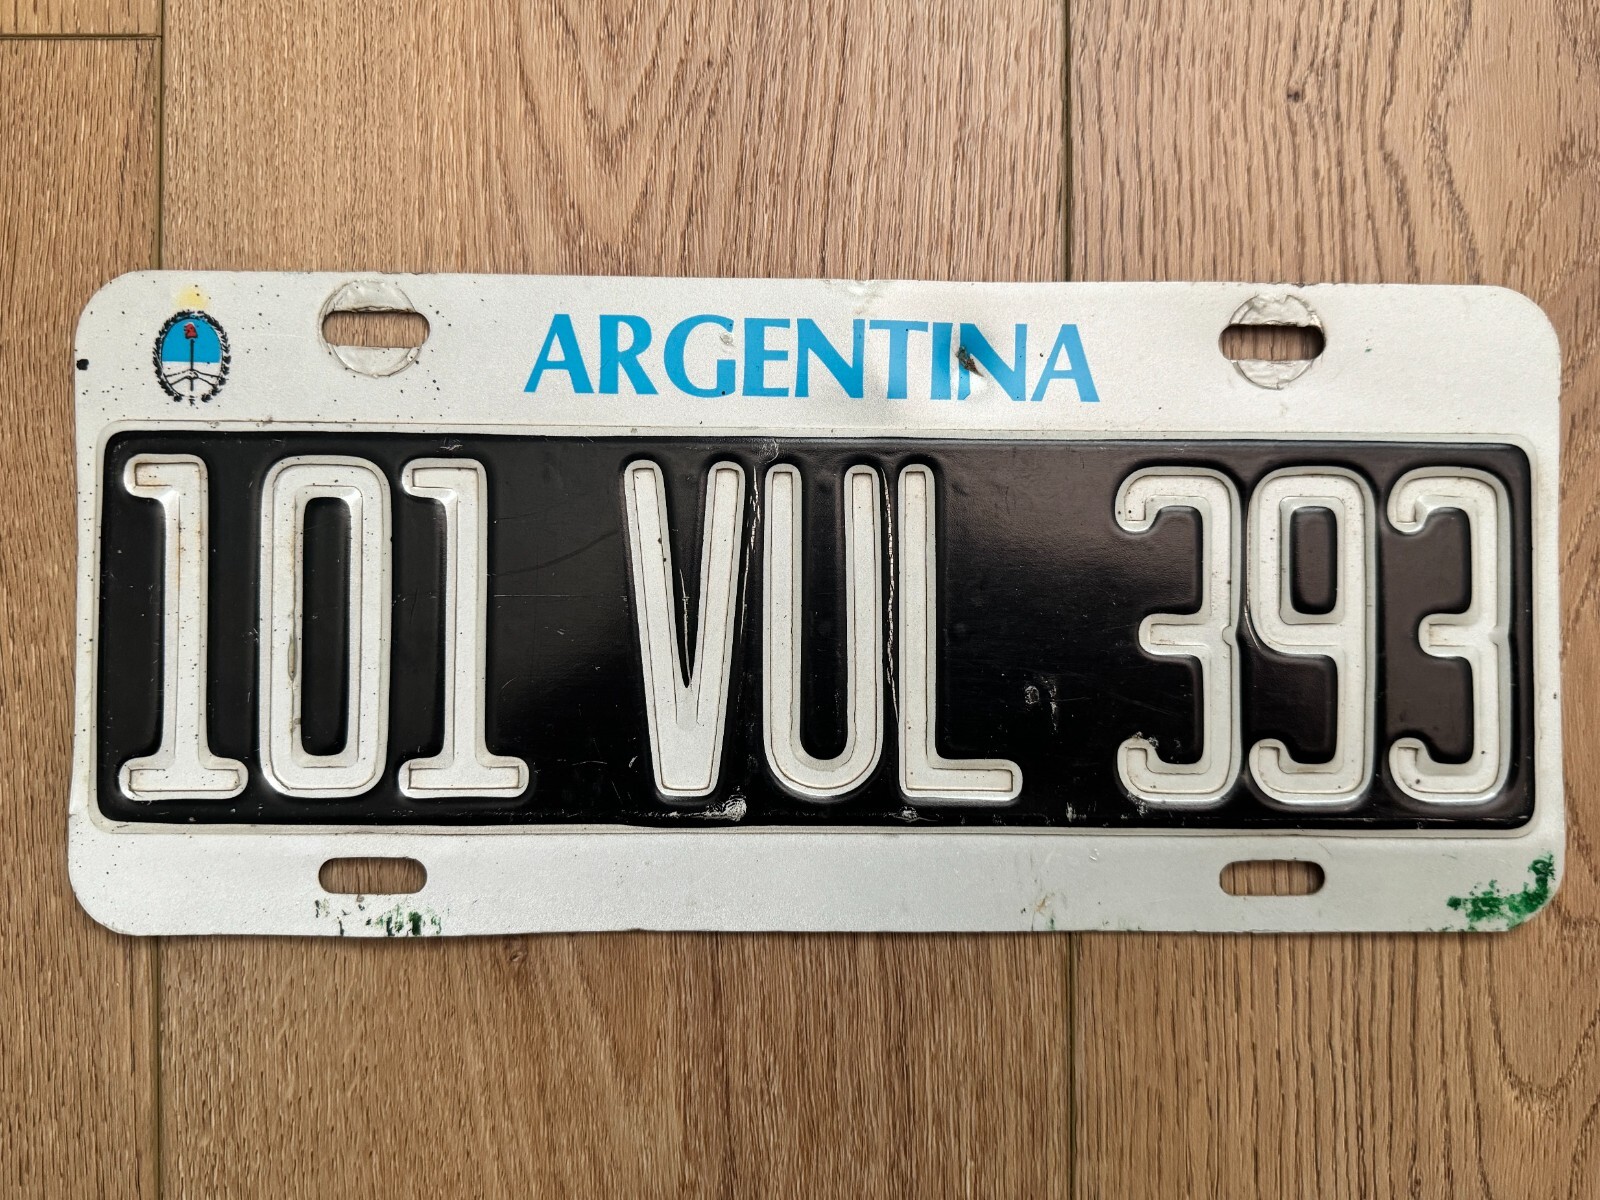 ARGENTINA
101 VUL 393